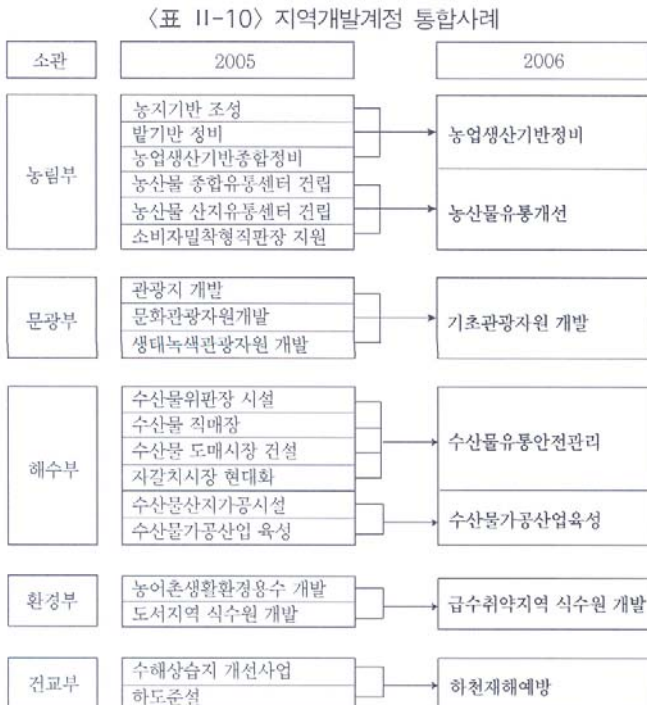 〈표 II-10〉 지역개발계정 통합사례
소관 2005 2006
농림부
농지기반 조성
밭기반 정비
농업생산기반종합정비
농산물 종합유통센터 건립
농산물 산지유통센터 건립
소비자밀착형직판장 지원
농업생산기반정비
농산물유통개선
문광부
관광지 개발
문화관광자원개발
생태녹색관광자원 개발
기초관광자원 개발
해수부
수산물위판장 시설
수산물 직매장
수산물 도매시장 건설
자갈치시장 현대화
수산물산지가공시설
수산물가공산업 육성
수산물유통안전관리
수산물가공산업육성
환경부
농어촌생활환경용수 개발
도서지역 식수원 개발
급수취약지역 식수원 개발
건교부
수해상습지 개선사업
하도준설
하천재해예방